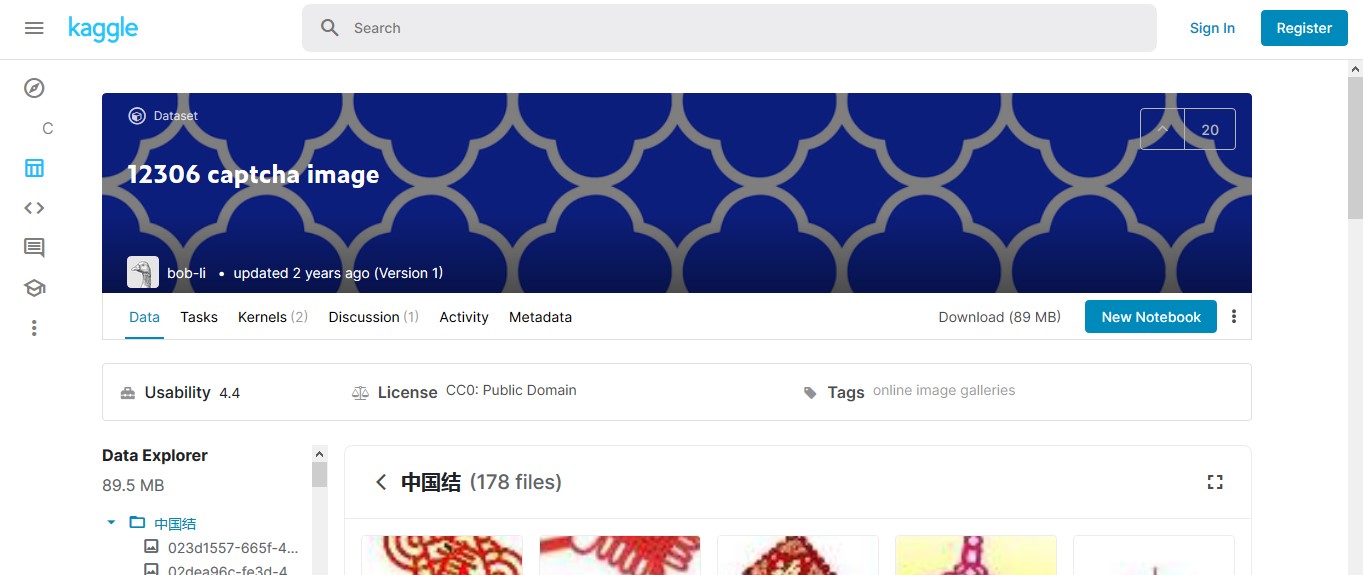 kaggle
Search
Sign In
Register
C
Dataset
20
12306 captcha image
bob-li • updated 2 years ago (Version 1)
Data Tasks Kernels (2) Discussion (1) Activity Metadata Download (89 MB) New Notebook
Usability 4.4 License CC0: Public Domain Tags online image galleries
Data Explorer
89.5 MB
中国结 (178 files)
中国结
023d1557-665f-4...
02dea96c-fe3d-4...